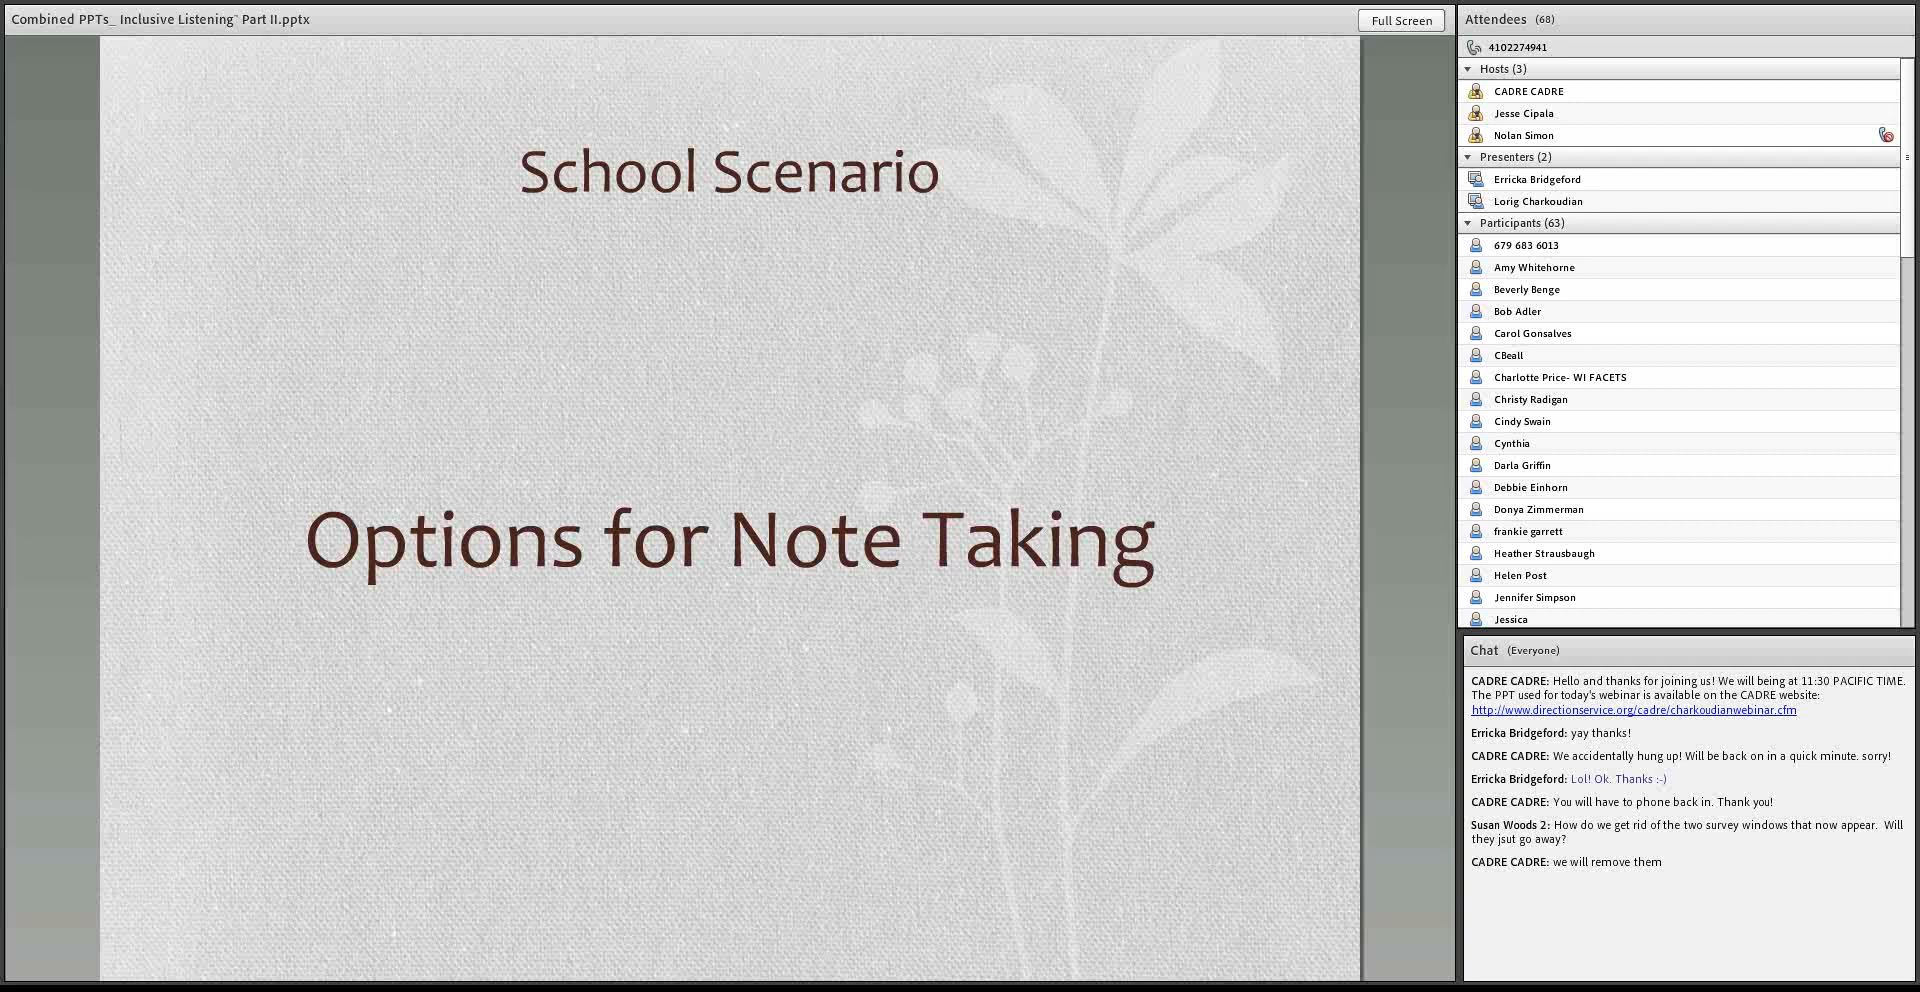 Combined PPTs_ Inclusive Listening™ Part II.pptx
Full Screen
School Scenario
Options for Note Taking
Attendees (68)
4102274941
Hosts (3)
CADRE CADRE
Jesse Cipala
Nolan Simon
Presenters (2)
Erricka Bridgeford
Lorig Charkoudian
Participants (63)
679 683 6013
Amy Whitehorne
Beverly Benge
Bob Adler
Carol Gonsalves
CBeall
Charlotte Price- WI FACETS
Christy Radigan
Cindy Swain
Cynthia
Darla Griffin
Debbie Einhorn
Donya Zimmerman
frankie garrett
Heather Strausbaugh
Helen Post
Jennifer Simpson
Jessica
Chat (Everyone)
CADRE CADRE: Hello and thanks for joining us! We will being at 11:30 PACIFIC TIME.
The PPT used for today's webinar is available on the CADRE website:
http://www.directionservice.org/cadre/charkoudianwebinar.cfm
Erricka Bridgeford: yay thanks!
CADRE CADRE: We accidentally hung up! Will be back on in a quick minute. sorry!
Erricka Bridgeford: Lol! Ok. Thanks :-)
CADRE CADRE: You will have to phone back in. Thank you!
Susan Woods 2: How do we get rid of the two survey windows that now appear. Will
they jsut go away?
CADRE CADRE: we will remove them